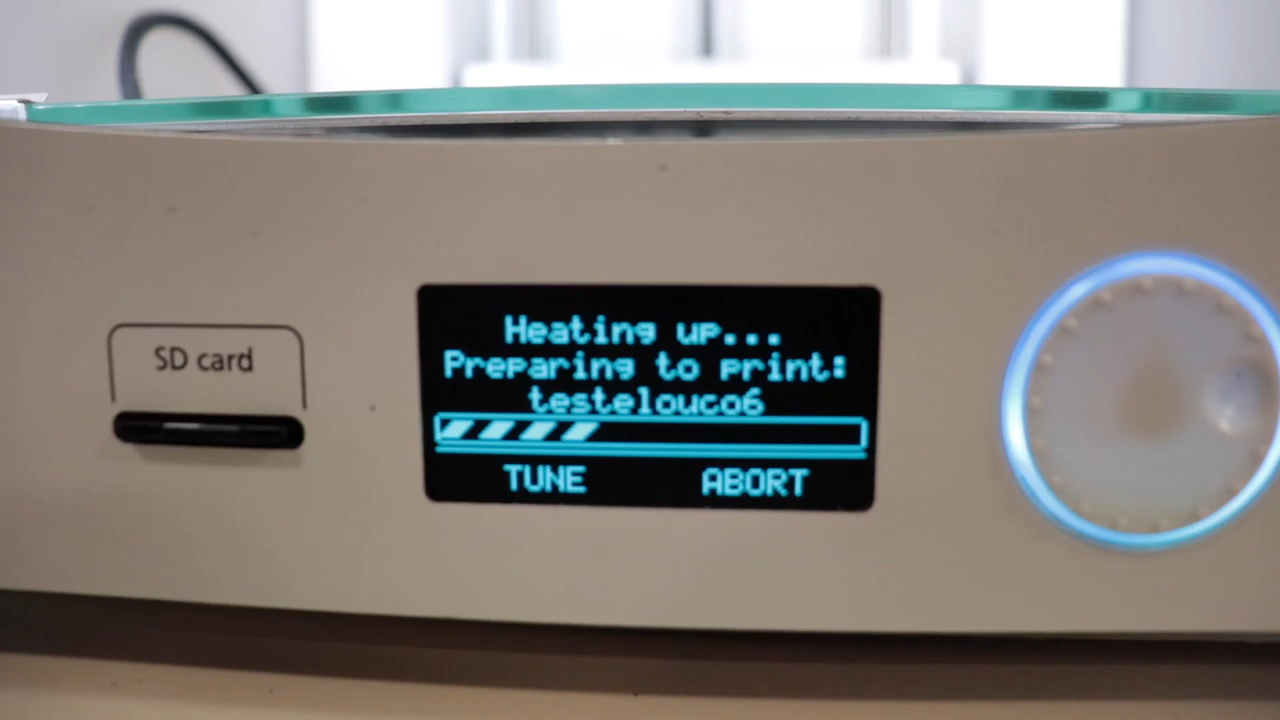 SD card
Heating up...
Preparing to print:
testelouco6
TUNE ABORT